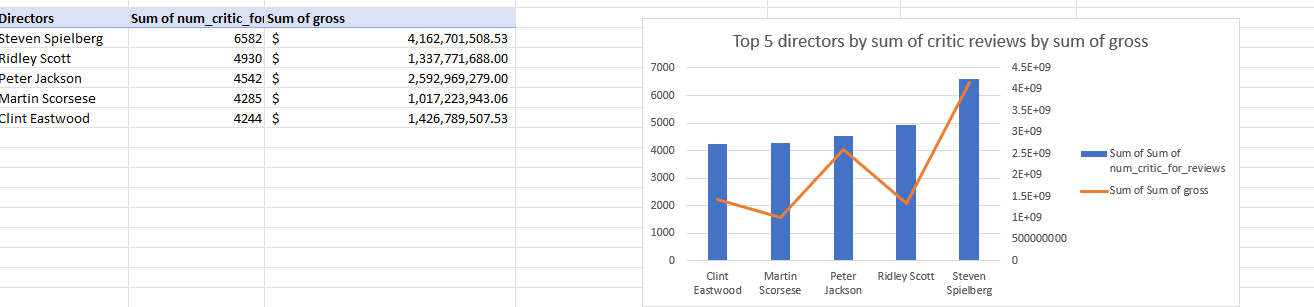 Directors Sum of num_critic_for Sum of gross
Steven Spielberg 6582 $ 4,162,701,508.53
Ridley Scott 4930 $ 1,337,771,688.00
Peter Jackson 4542 $ 2,592,969,279.00
Martin Scorsese 4285 $ 1,017,223,943.06
Clint Eastwood 4244 $ 1,426,789,507.53
Top 5 directors by sum of critic reviews by sum of gross
7000 4.5E+09
6000 4E+09
5000 3.5E+09
4000 3E+09
3000 2.5E+09
2000 2E+09
1000 1.5E+09
0 1E+09
500000000
0
Sum of Sum of
num_critic_for_reviews
Sum of Sum of gross
Clint Martin Peter Ridley Scott Steven
Eastwood Scorsese Jackson Spielberg